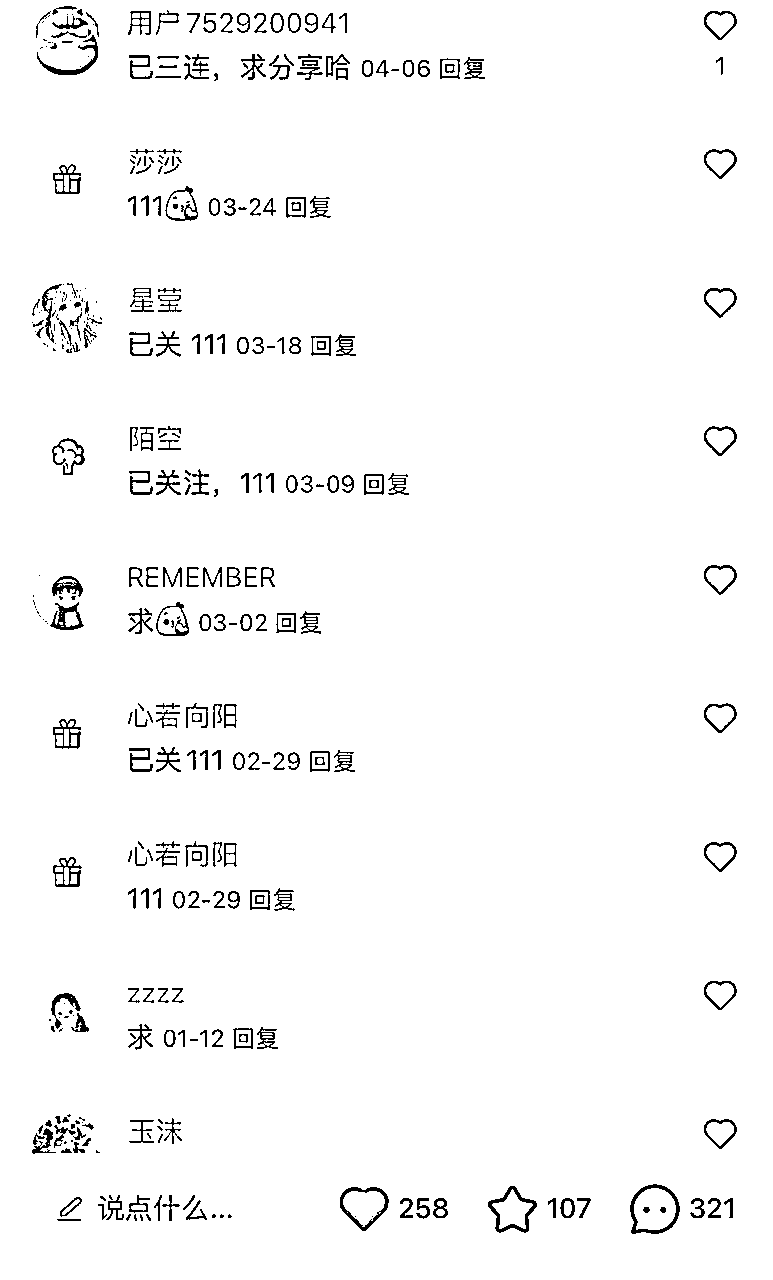 用户7529200941
已三连，求分享哈 04-06 回复
1
莎莎
111 03-24 回复
星莹
已关 111 03-18 回复
陌空
已关注，111 03-09 回复
REMEMBER
求 03-02 回复
心若向阳
已关111 02-29 回复
心若向阳
111 02-29 回复
zzzz
求 01-12 回复
玉沫
说点什么... 258 107 321